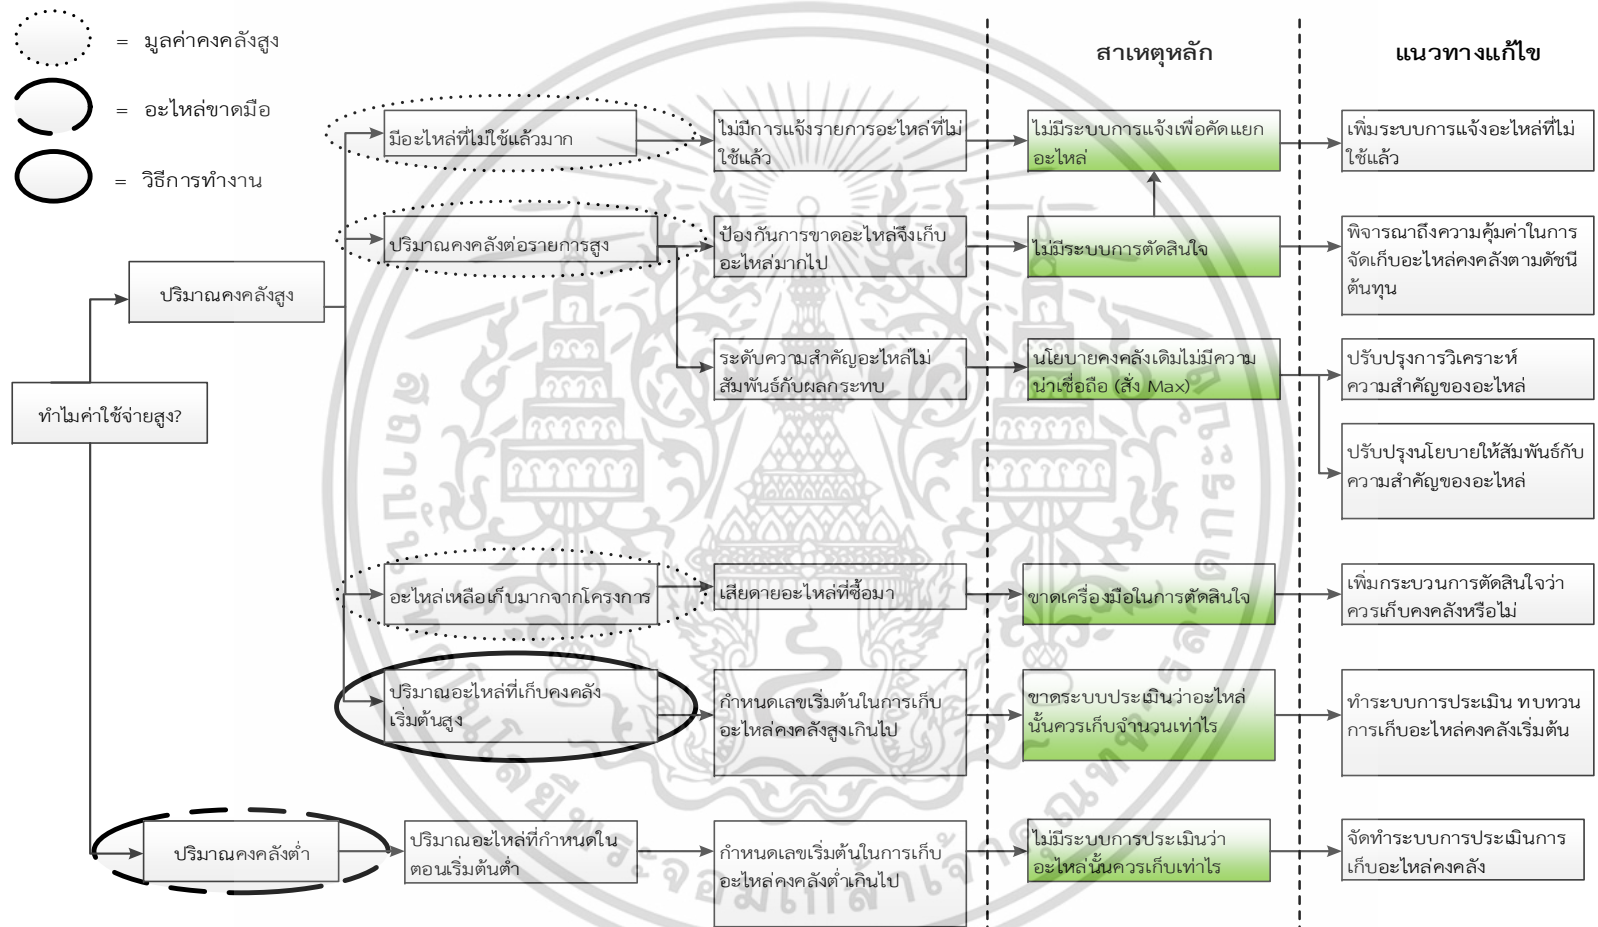 = มูลค่าคงคลังสูง
= อะไหล่ขาดมือ
= วิธีการทำงาน
สาเหตุหลัก
แนวทางแก้ไข
มีอะไหล่ที่ไม่ใช้แล้วมาก
ไม่มีการแจ้งรายการอะไหล่ที่ไม่
ใช้แล้ว
ไม่มีระบบการแจ้งเพื่อคัดแยก
อะไหล่
เพิ่มระบบการแจ้งอะไหล่ที่ไม่
ใช้แล้ว
ปริมาณคงคลังต่อรายการสูง
ป้องกันการขาดอะไหล่จึงเก็บ
อะไหล่มากไป
ไม่มีระบบการตัดสินใจ
พิจารณาถึงความคุ้มค่าในการ
จัดเก็บอะไหล่คงคลังตามดัชนี
ต้นทุน
ปริมาณคงคลังสูง
ระดับความสำคัญอะไหล่ไม่
สัมพันธ์กับผลกระทบ
นโยบายคงคลังเดิมไม่มีความ
น่าเชื่อถือ (สั่ง Max)
ปรับปรุงการวิเคราะห์
ความสำคัญของอะไหล่
ทำไมค่าใช้จ่ายสูง?
ปรับปรุงนโยบายให้สัมพันธ์กับ
ความสำคัญของอะไหล่
อะไหล่เหลือเก็บมากจากโครงการ
เสียดายอะไหล่ที่ซื้อมา
ขาดเครื่องมือในการตัดสินใจ
เพิ่มกระบวนการตัดสินใจว่า
ควรเก็บคงคลังหรือไม่
ปริมาณอะไหล่ที่เก็บคงคลัง
เริ่มต้นสูง
กำหนดเลขเริ่มต้นในการเก็บ
อะไหล่คงคลังสูงเกินไป
ขาดระบบประเมินว่าอะไหล่
นั้นควรเก็บจำนวนเท่าไร
ทำระบบการประเมิน ทบทวน
การเก็บอะไหล่คงคลังเริ่มต้น
ปริมาณคงคลังต่ำ
ปริมาณอะไหล่ที่กำหนดใน
ตอนเริ่มต้นต่ำ
กำหนดเลขเริ่มต้นในการเก็บ
อะไหล่คงคลังต่ำเกินไป
ไม่มีระบบการประเมินว่า
อะไหล่นั้นควรเก็บเท่าไร
จัดทำระบบการประเมินการ
เก็บอะไหล่คงคลัง
สถาบันเทคโนโลยีพระจอมเกล้าเจ้าคุณทหารลาดกระบัง